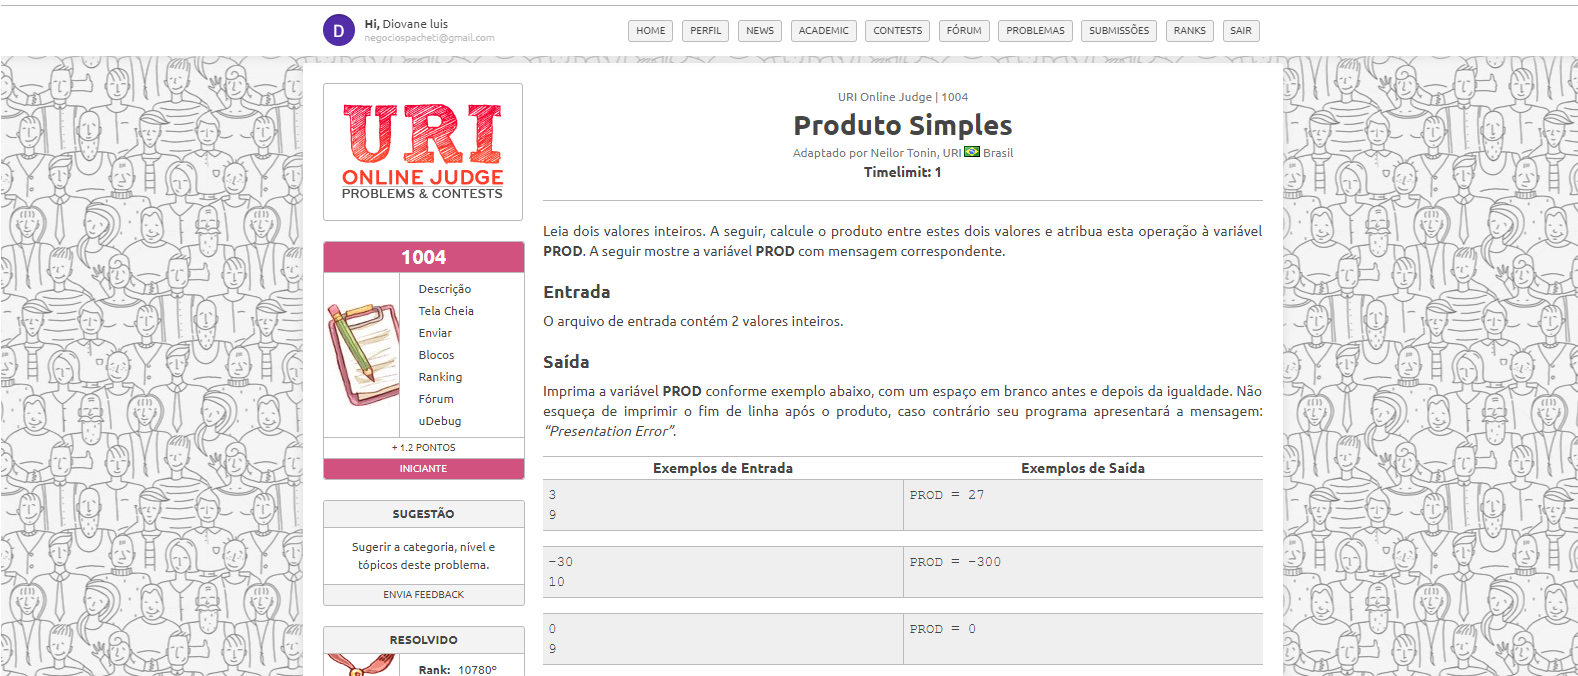 D
Hi, Diovane luis
negociospacheti@gmail.com
HOME PERFIL NEWS ACADEMIC CONTESTS FÓRUM PROBLEMAS SUBMISSÕES RANKS SAIR
URI
ONLINE JUDGE
PROBLEMS & CONTESTS
1004
Descrição
Tela Cheia
Enviar
Blocos
Ranking
Fórum
uDebug
+ 1.2 PONTOS
INICIANTE
SUGESTÃO
Sugerir a categoria, nível e
tópicos deste problema.
ENVIA FEEDBACK
RESOLVIDO
Rank: 10780º
URI Online Judge | 1004
Produto Simples
Adaptado por Neilor Tonin, URI Brasil
Timelimit: 1
Leia dois valores inteiros. A seguir, calcule o produto entre estes dois valores e atribua esta operação à variável
PROD. A seguir mostre a variável PROD com mensagem correspondente.
Entrada
O arquivo de entrada contém 2 valores inteiros.
Saída
Imprima a variável PROD conforme exemplo abaixo, com um espaço em branco antes e depois da igualdade. Não
esqueça de imprimir o fim de linha após o produto, caso contrário seu programa apresentará a mensagem:
“Presentation Error”.
Exemplos de Entrada Exemplos de Saída
3 PROD = 27
9
-30 PROD = -300
10
0 PROD = 0
9